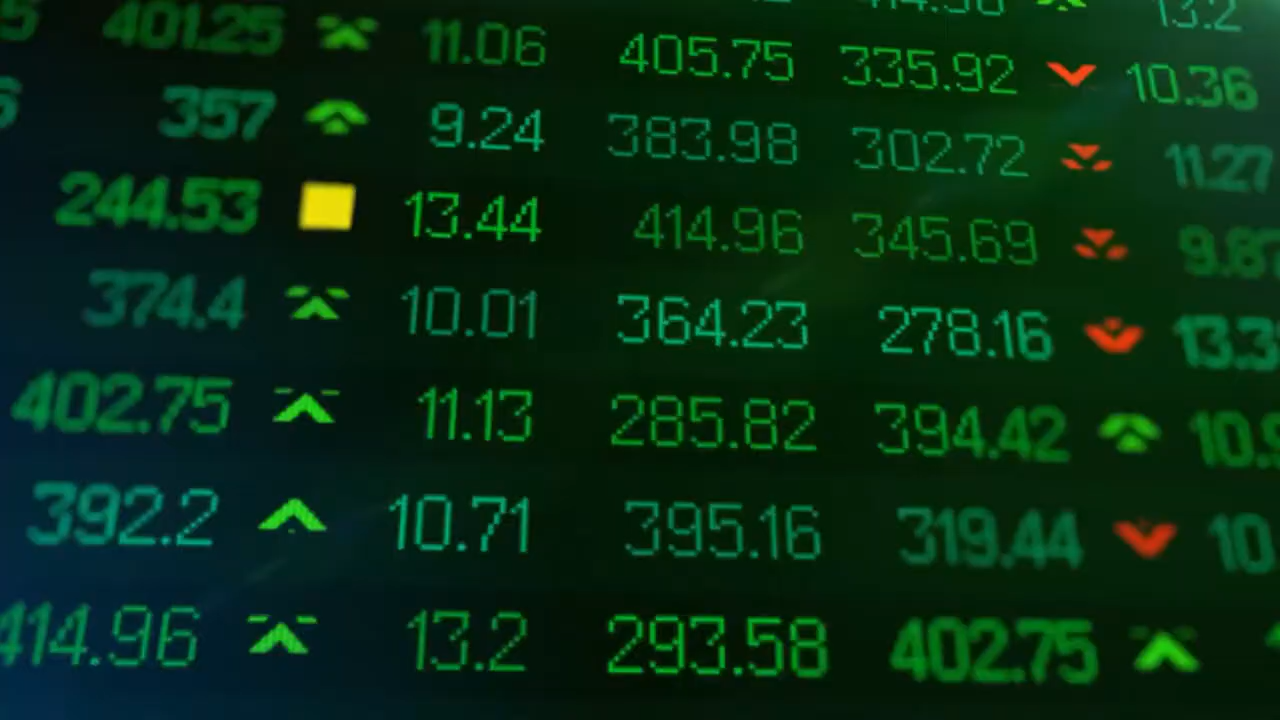 401.25 11.06 405.75 335.92 10.36
357 9.24 383.98 302.72 11.27
244.53 13.44 414.96 345.69
374.4 10.01 364.23 278.16
402.75 11.13 285.82 394.42
392.2 10.71 395.16 319.44
414.96 13.2 293.58 402.75